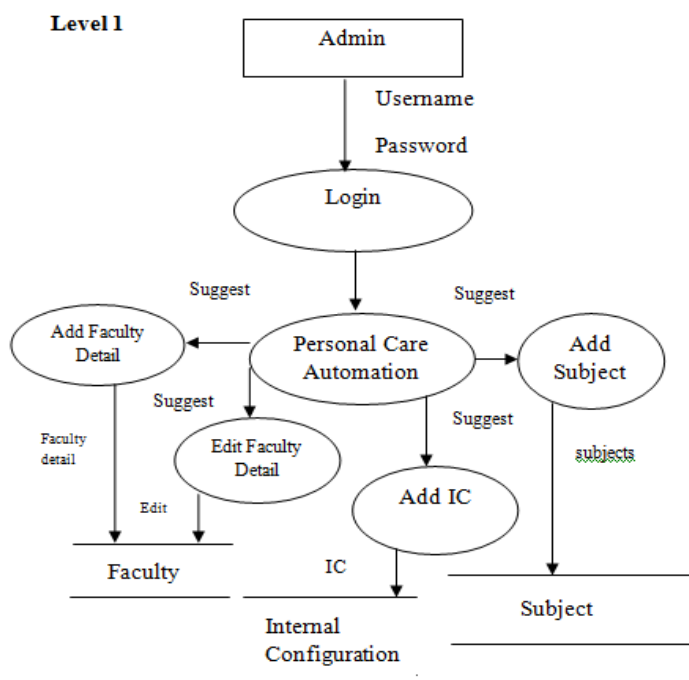 Level 1
Admin
Username
Password
Login
Suggest
Suggest
Add Faculty
Detail
Personal Care
Automation
Add
Subject
Suggest
Suggest
Faculty
detail
Edit Faculty
Detail
subjects
Add IC
Edit
IC
Faculty
Subject
Internal
Configuration